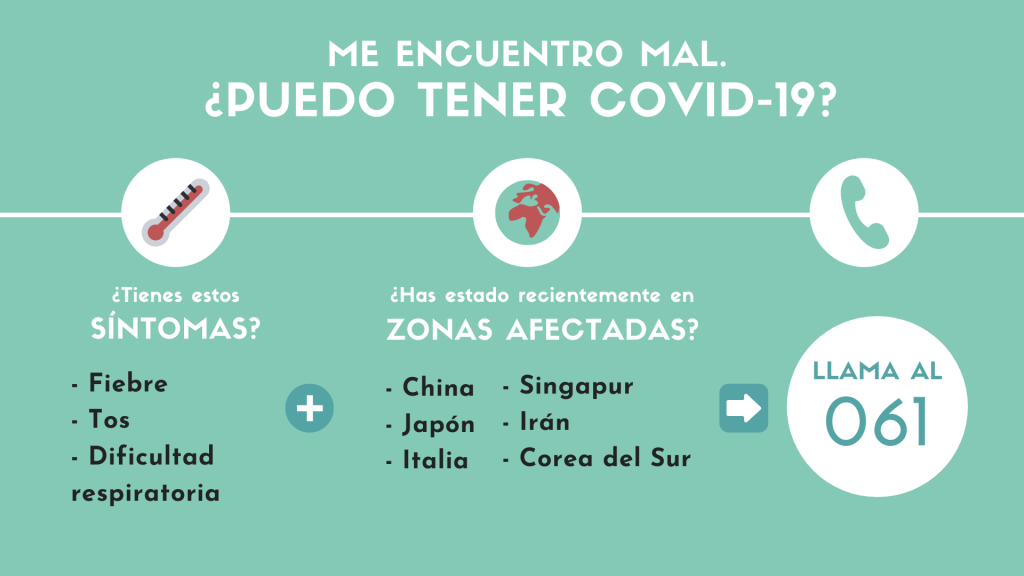 ME ENCUENTRO MAL.
¿PUEDO TENER COVID-19?
¿Tienes estos
SÍNTOMAS?
- Fiebre
- Tos
- Dificultad
respiratoria
¿Has estado recientemente en
ZONAS AFECTADAS?
- China
- Japón
- Italia
- Singapur
- Irán
- Corea del Sur
LLAMA AL
061